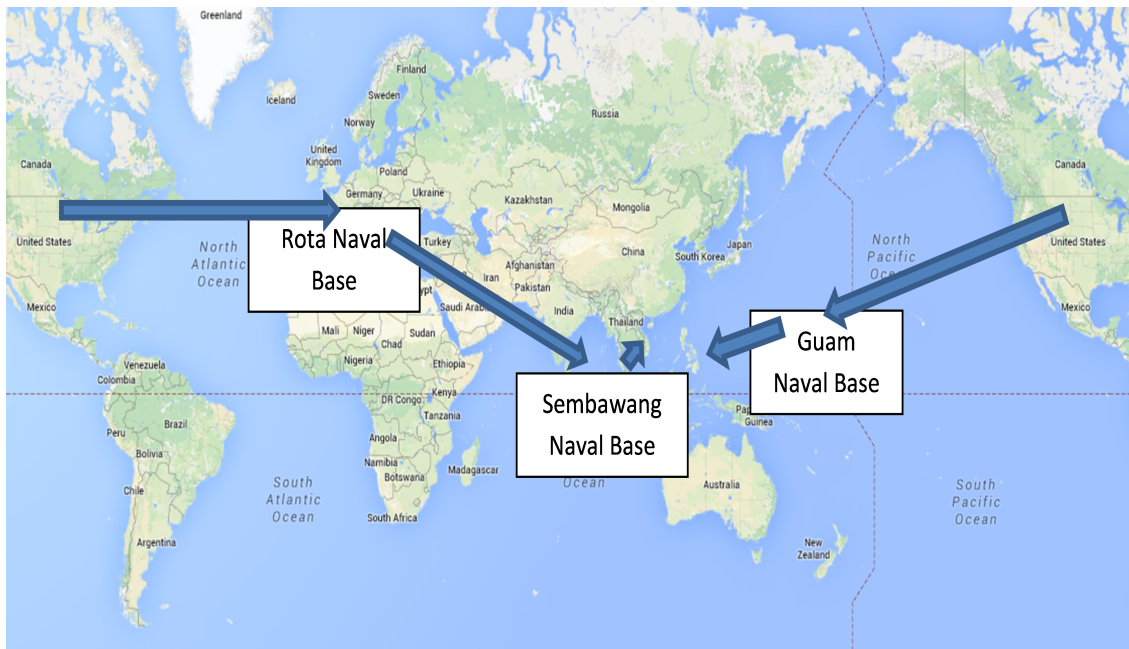 Greenland
Iceland
Finland
Sweden
Norway
Russia
United
Kingdom
Poland
Germany
Ukraine
Kazakhstan
Mongolia
Canada
Canada
United States
North
Atlantic
Ocean
Rota Naval
Base
Turkey
Afghanistan
Iran
Pakistan
China
South Korea
Japan
North
Pacific
United States
Mexico
Mexico
Saudi
India
Thailand
Mali
Niger
Chad
Sudan
Nigeria
Ethiopia
Guam
Naval Base
Venezuela
Colombia
DR Congo
Kenya
Tanzania
Sembawang
Naval Base
Guinea
Peru
Brazil
Bolivia
Angola
Namibia
Botswana
Madagascar
Chile
South
Atlantic
Ocean
South Africa
Ocean
Australia
South
Pacific
Ocean
Argentina
New
Zealand